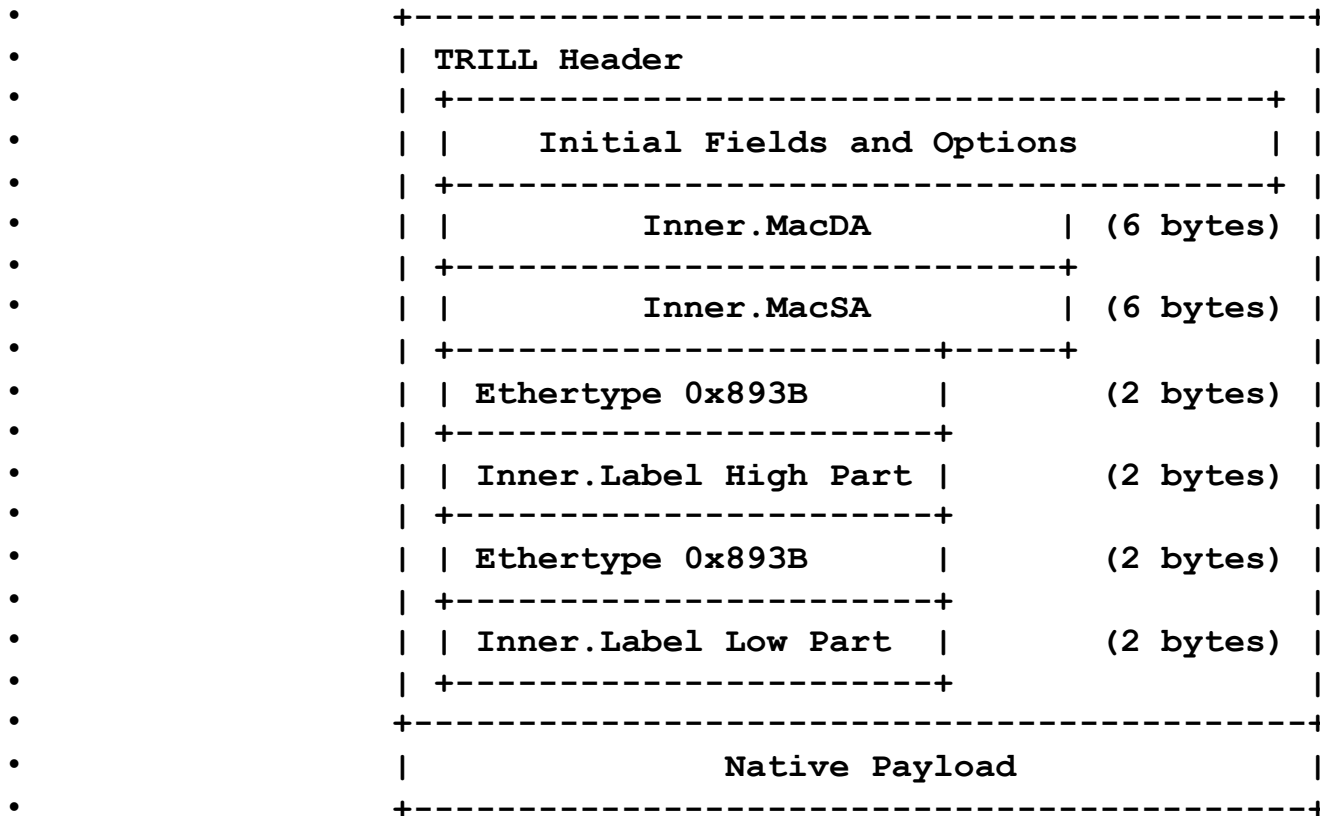 • +-------------------------------------------+
• | TRILL Header                              |
• | +---------------------------------------+ |
• | |    Initial Fields and Options         | |
• | +---------------------------------------+ |
• | |         Inner.MacDA         | (6 bytes) |
• | +-----------------------------+           |
• | |         Inner.MacSA         | (6 bytes) |
• | +-----------------------+-----+           |
• | | Ethertype 0x893B      |       (2 bytes) |
• | +-----------------------+                 |
• | | Inner.Label High Part |       (2 bytes) |
• | +-----------------------+                 |
• | | Ethertype 0x893B      |       (2 bytes) |
• | +-----------------------+                 |
• | | Inner.Label Low Part  |       (2 bytes) |
• | +-----------------------+                 |
• +-------------------------------------------+
• |               Native Payload              |
• +-------------------------------------------+